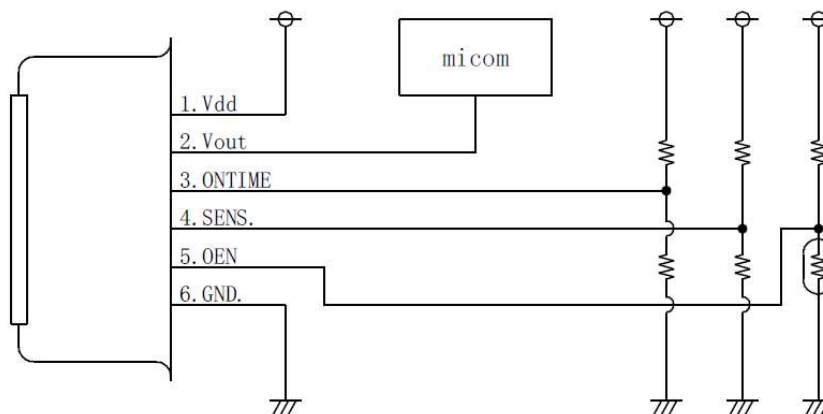 micom
1.Vdd
2.Vout
3.ONTIME
4.SENS.
5.OEN
6.GND.